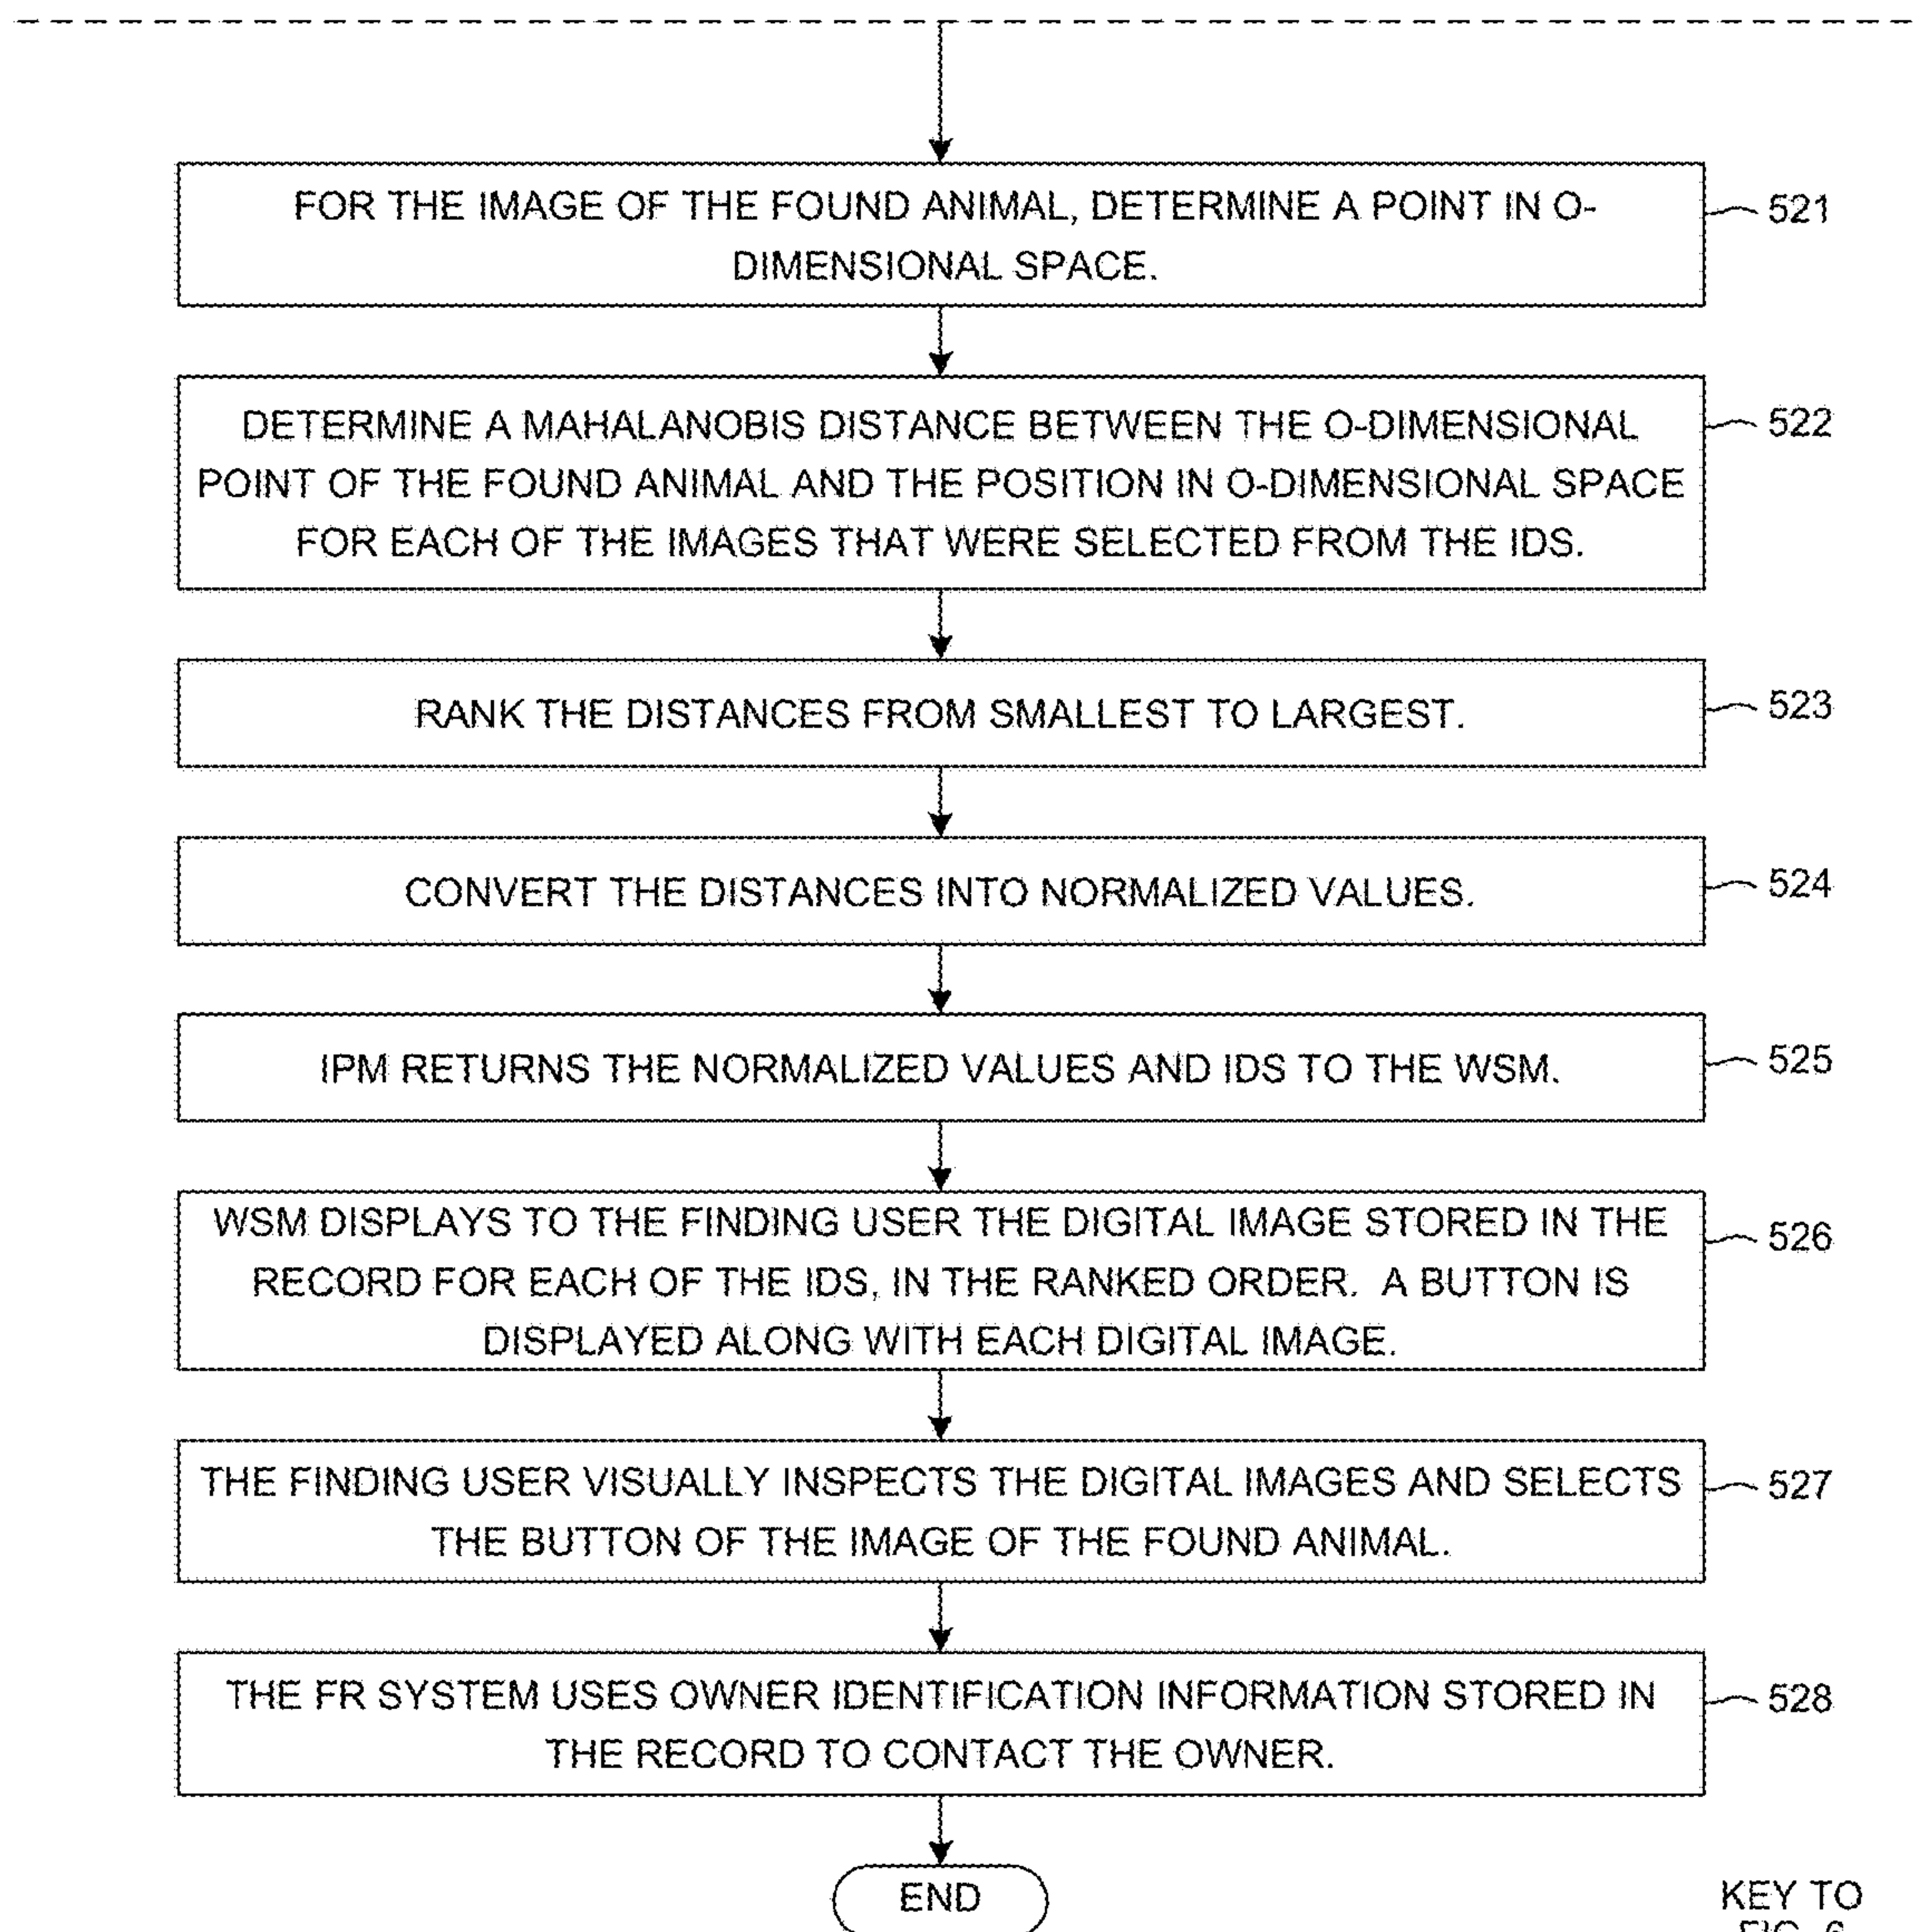 FOR THE IMAGE OF THE FOUND ANIMAL, DETERMINE A POINT IN O-
DIMENSIONAL SPACE.
521
DETERMINE A MAHALANOBIS DISTANCE BETWEEN THE O-DIMENSIONAL
POINT OF THE FOUND ANIMAL AND THE POSITION IN O-DIMENSIONAL SPACE
FOR EACH OF THE IMAGES THAT WERE SELECTED FROM THE IDS.
522
RANK THE DISTANCES FROM SMALLEST TO LARGEST.
523
CONVERT THE DISTANCES INTO NORMALIZED VALUES.
524
IPM RETURNS THE NORMALIZED VALUES AND IDS TO THE WSM.
525
WSM DISPLAYS TO THE FINDING USER THE DIGITAL IMAGE STORED IN THE
RECORD FOR EACH OF THE IDS, IN THE RANKED ORDER. A BUTTON IS
DISPLAYED ALONG WITH EACH DIGITAL IMAGE.
526
THE FINDING USER VISUALLY INSPECTS THE DIGITAL IMAGES AND SELECTS
THE BUTTON OF THE IMAGE OF THE FOUND ANIMAL.
527
THE FR SYSTEM USES OWNER IDENTIFICATION INFORMATION STORED IN
THE RECORD TO CONTACT THE OWNER.
528
END
KEY TO
FIG. 6